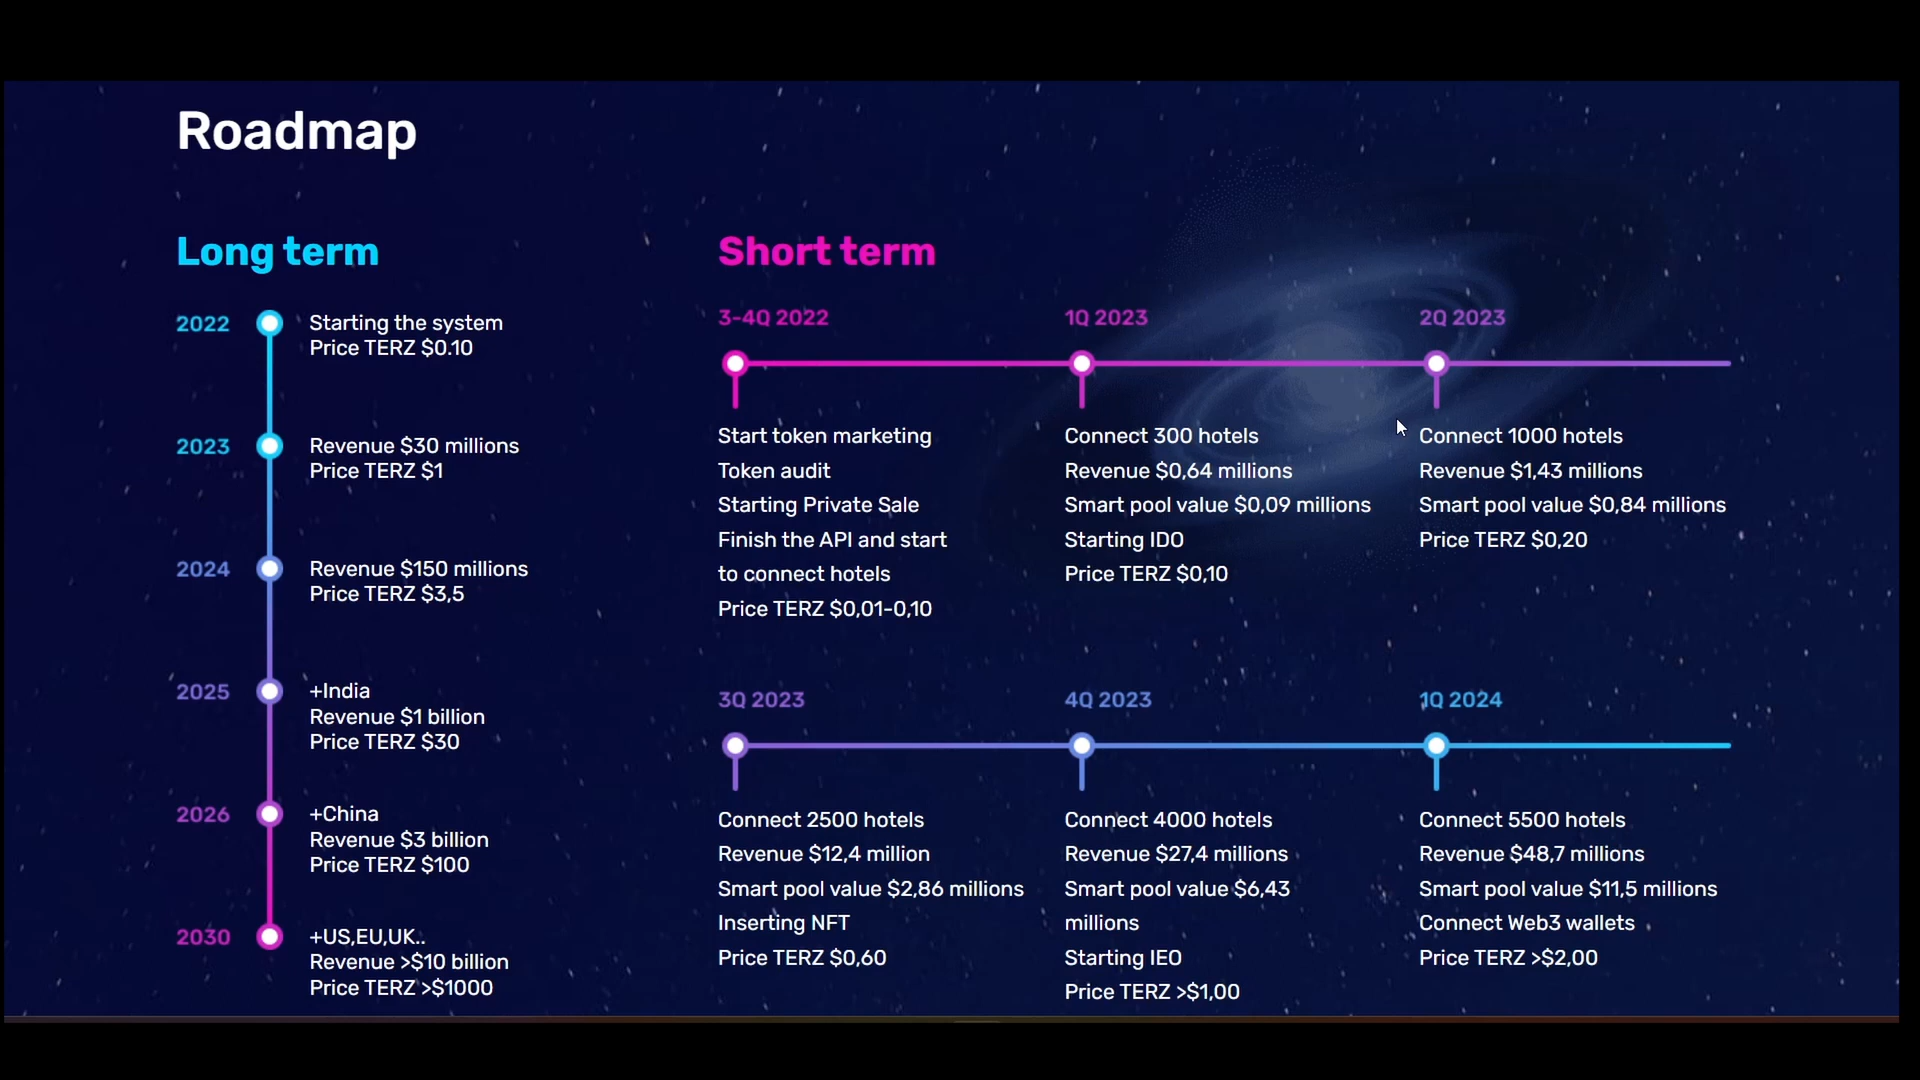 Roadmap
Long term
2022
Starting the system
Price TERZ $0.10
2023
Revenue $30 millions
Price TERZ $1
2024
Revenue $150 millions
Price TERZ $3,5
2025
+India
Revenue $1 billion
Price TERZ $30
2026
+China
Revenue $3 billion
Price TERZ $100
2030
+US,EU,UK..
Revenue >$10 billion
Price TERZ >$1000
Short term
3-4Q 2022
Start token marketing
Token audit
Starting Private Sale
Finish the API and start
to connect hotels
Price TERZ $0,01-0,10
1Q 2023
Connect 300 hotels
Revenue $0,64 millions
Smart pool value $0,09 millions
Starting IDO
Price TERZ $0,10
2Q 2023
Connect 1000 hotels
Revenue $1,43 millions
Smart pool value $0,84 millions
Price TERZ $0,20
3Q 2023
Connect 2500 hotels
Revenue $12,4 million
Smart pool value $2,86 millions
Inserting NFT
Price TERZ $0,60
4Q 2023
Connect 4000 hotels
Revenue $27,4 millions
Smart pool value $6,43
millions
Starting IEO
Price TERZ >$1,00
1Q 2024
Connect 5500 hotels
Revenue $48,7 millions
Smart pool value $11,5 millions
Connect Web3 wallets
Price TERZ >$2,00